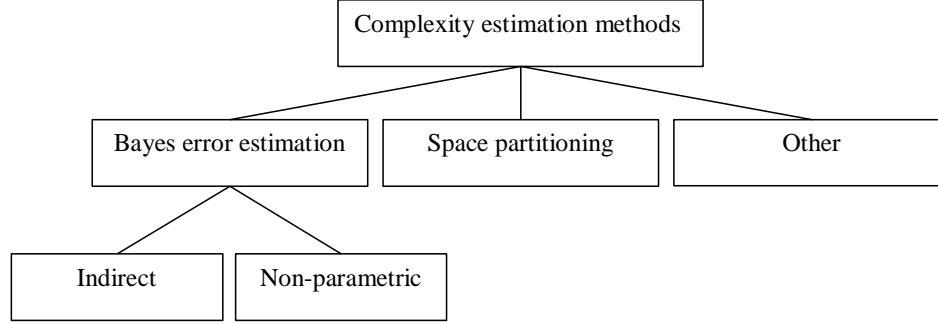 Complexity estimation methods
Bayes error estimation
Space partitioning
Other
Indirect
Non-parametric